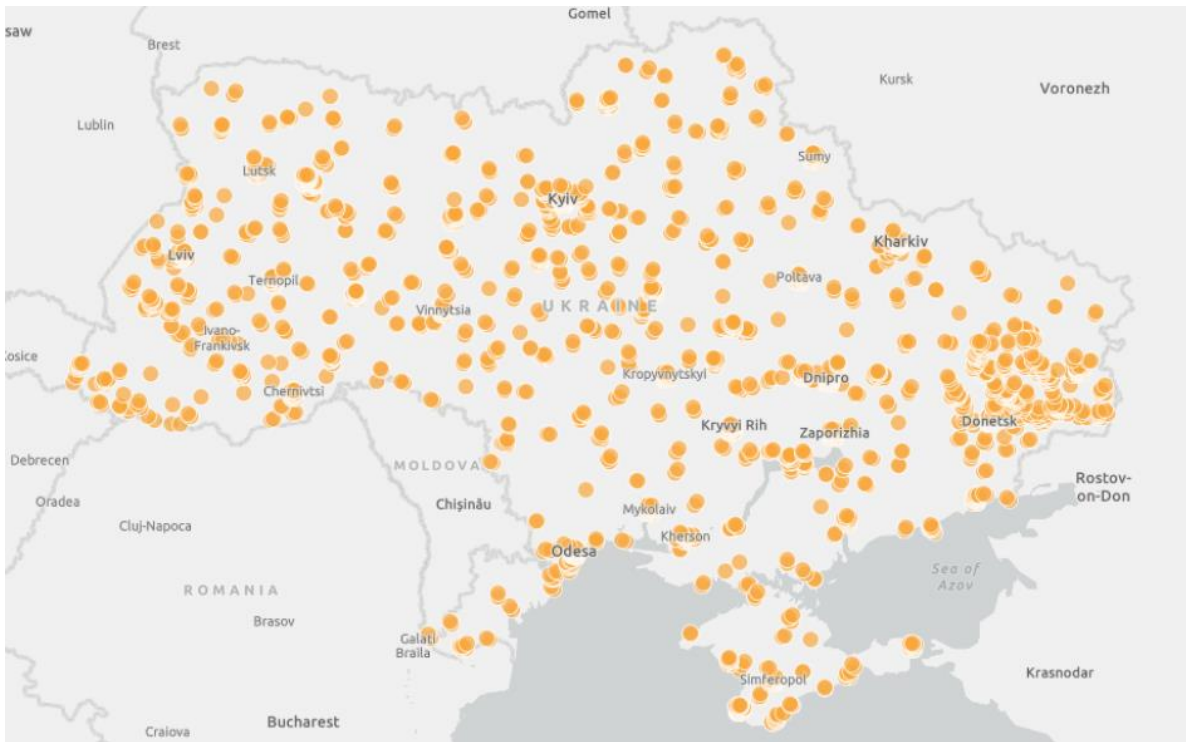 Gomel
saw
Brest
Kursk
Voronezh
Lublin
Sumy
Lutsk
Kyiv
Kharkiv
Lviv
Ternopil
Poltava
UKRAINE
Vinnytsia
Ivano-
Frankivsk
Kosice
Kropyvnytskyi
Dnipro
Chernivtsi
Donetsk
Kryvyi Rih
Zaporizhia
Debrecen
MOLDOVA
Rostov-
on-Don
Oradea
Chișinău
Mykolaiv
Cluj-Napoca
Kherson
Odesa
Sea of
Azov
ROMANIA
Brasov
Galati
Braila
Krasnodar
Simferopol
Bucharest
Craiova